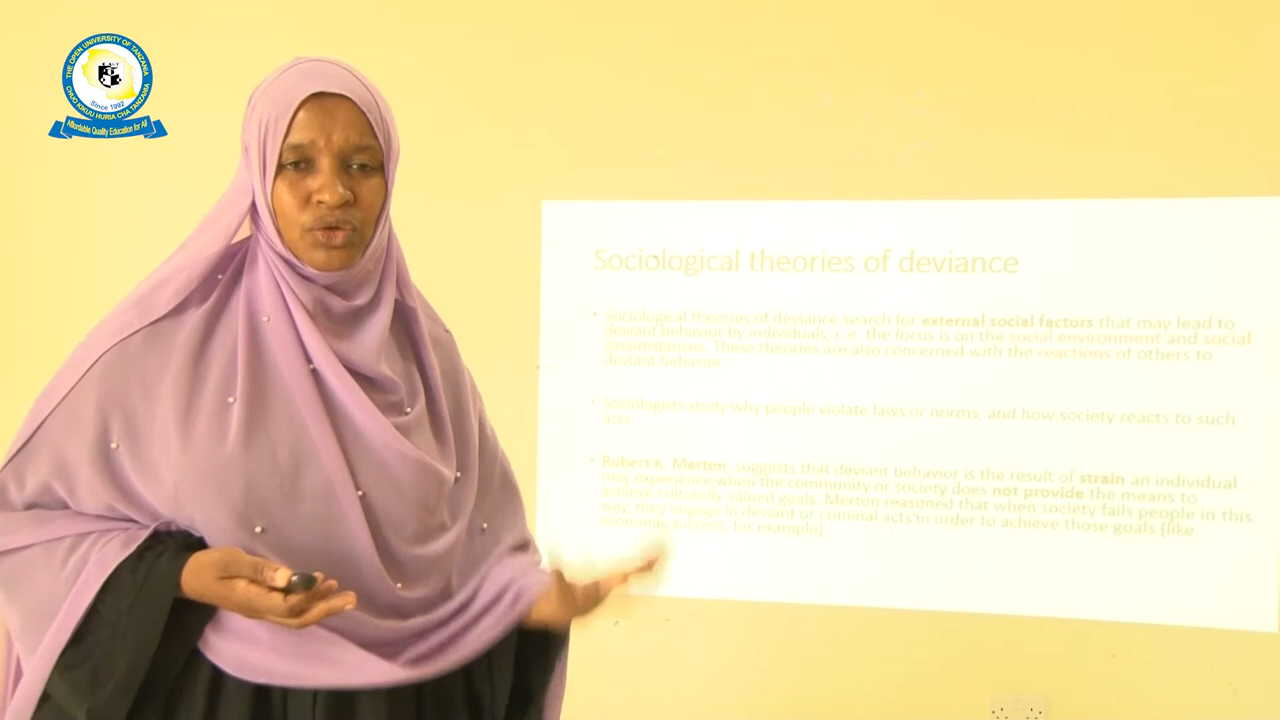 THE OPEN UNIVERSITY OF TANZANIA
CHUO KIKUU HURIA CHA TANZANIA
Since 1992
Affordable Quality Education for All
Sociological theories of deviance
• Sociological theories of deviance search for external social factors that may lead to
deviant behavior by individuals, i. e. the focus is on the social environment and social
circumstances. These theories are also concerned with the reactions of others to
deviant behavior
• Sociologists study why people violate laws or norms, and how society reacts to such
acts.
• Robert K. Merton, suggests that deviant behavior is the result of strain an individual
may experience when the community or society does not provide the means to
achieve culturally valued goals. Merton reasoned that when society fails people in this
way, they engage in deviant or criminal acts in order to achieve those goals (like
economic success, for example)